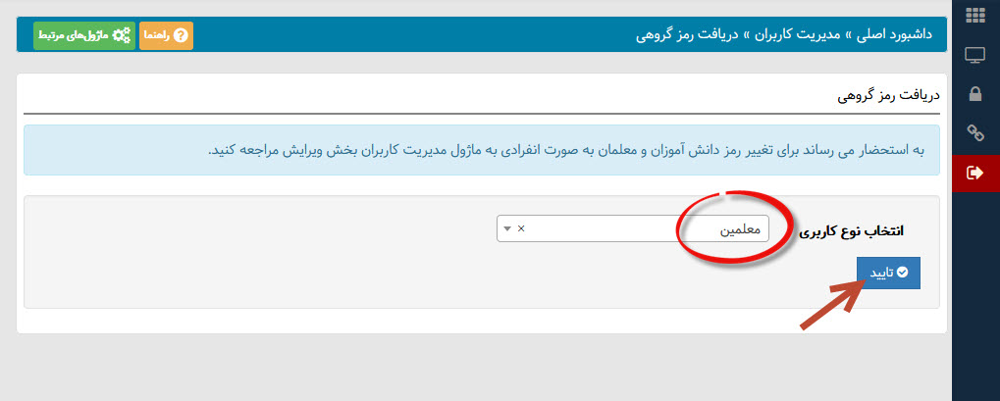 داشبورد اصلی » مدیریت کاربران » دریافت رمز گروهی
راهنما
ماژول‌های مرتبط
دریافت رمز گروهی
به استحضار می رساند برای تغییر رمز دانش آموزان و معلمان به صورت انفرادی به ماژول مدیریت کاربران بخش ویرایش مراجعه کنید.
انتخاب نوع کاربری
معلمین ×
تایید